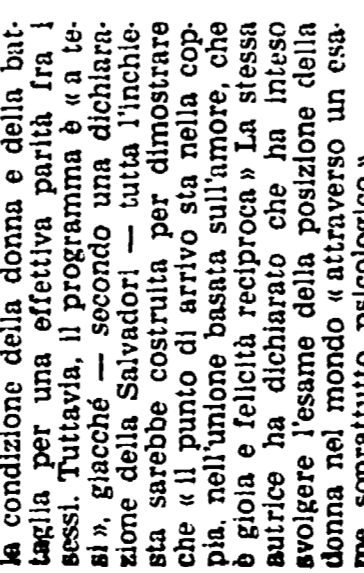 la condizione della donna e della bat-
taglia per una effettiva parità fra i
sessi. Tuttavia, il programma è « a te-
si », giacché — secondo una dichiara-
zione della Salvadori — tutta l'inchie-
sta sarebbe costruita per dimostrare
che « il punto di arrivo sta nella cop-
pia, nell'unione basata sull'amore, che
è gioia e felicità reciproca » La stessa
autrice ha dichiarato che ha inteso
svolgere l'esame della posizione della
donna nel mondo « attraverso un esa-
me soprattutto psicologico »